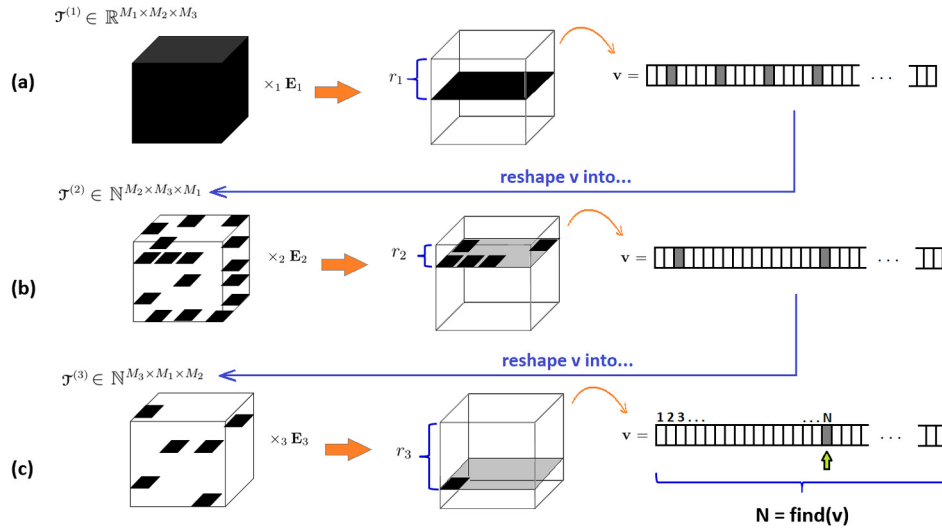 𝒯⁽¹⁾ ∈ ℝ^{M₁×M₂×M₃}
(a)
×₁ E₁
r₁
v =
. . .
reshape v into...
𝒯⁽²⁾ ∈ ℕ^{M₂×M₃×M₁}
(b)
×₂ E₂
r₂
v =
. . .
reshape v into...
𝒯⁽³⁾ ∈ ℕ^{M₃×M₁×M₂}
(c)
×₃ E₃
r₃
1 2 3 . . . . . . N
v =
. . .
N = find(v)